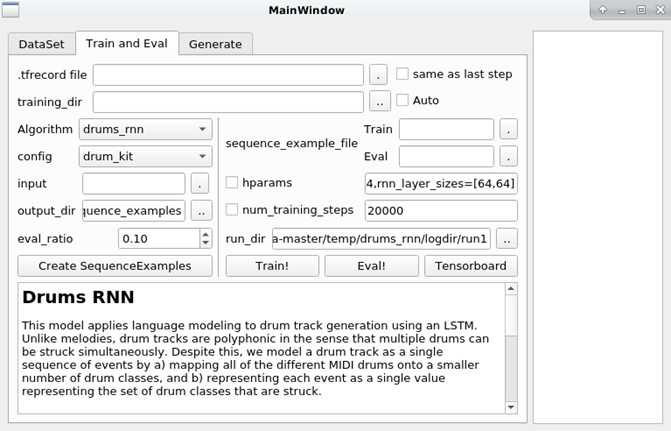 MainWindow
DataSet Train and Eval Generate
.tfrecord file . same as last step
training_dir .. Auto
Algorithm drums_rnn
config drum_kit
input .
output_dir quence_examples ..
eval_ratio 0.10
Create SequenceExamples
sequence_example_file
Train .
Eval .
hparams 4,rnn_layer_sizes=[64,64]
num_training_steps 20000
run_dir a-master/temp/drums_rnn/logdir/run1 ..
Train! Eval! Tensorboard
Drums RNN
This model applies language modeling to drum track generation using an LSTM.
Unlike melodies, drum tracks are polyphonic in the sense that multiple drums can
be struck simultaneously. Despite this, we model a drum track as a single
sequence of events by a) mapping all of the different MIDI drums onto a smaller
number of drum classes, and b) representing each event as a single value
representing the set of drum classes that are struck.